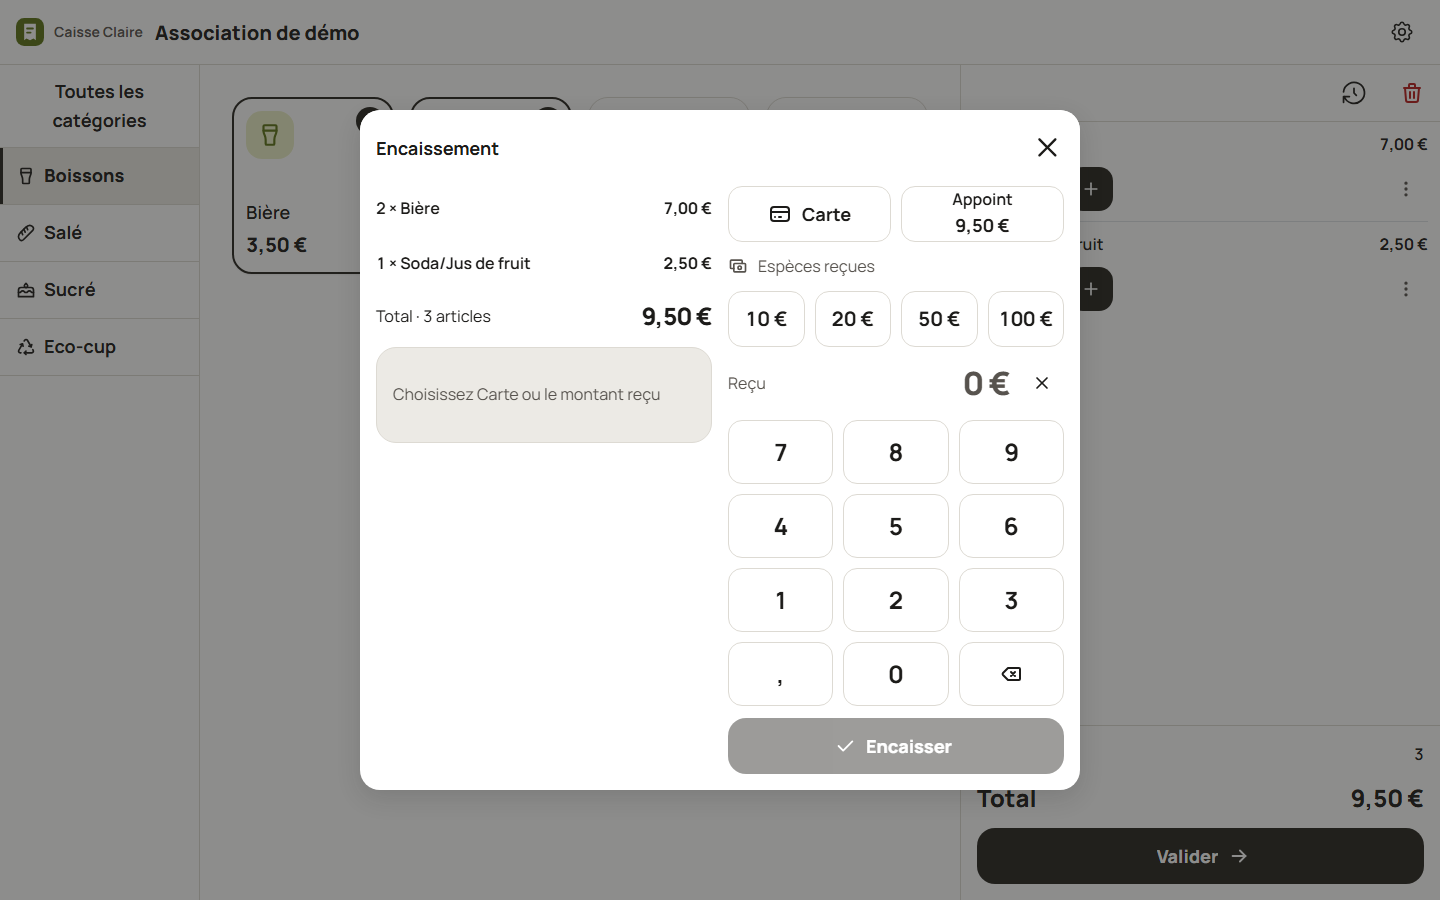 Caisse Claire Association de démo
Toutes les
catégories
Boissons
Salé
Sucré
Eco-cup
Bière
3,50 €
Encaissement
2 × Bière 7,00 €
1 × Soda/Jus de fruit 2,50 €
Total · 3 articles 9,50 €
Choisissez Carte ou le montant reçu
Carte
Appoint
9,50 €
Espèces reçues
10 € 20 € 50 € 100 €
Reçu 0 €
7 8 9
4 5 6
1 2 3
, 0
Encaisser
7,00 €
ruit 2,50 €
3
Total 9,50 €
Valider